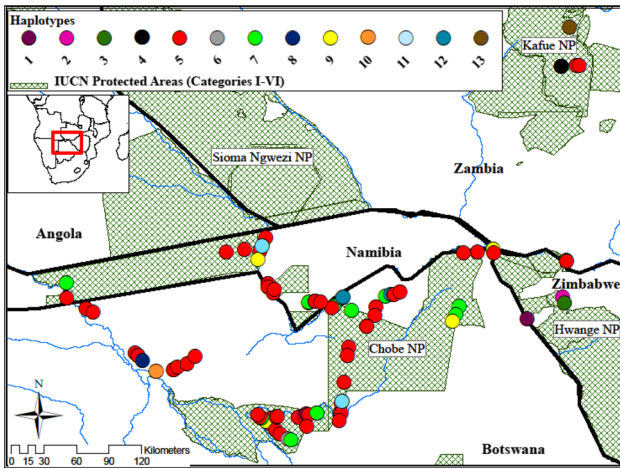 Haplotypes
1 2 3 4 5 6 7 8 9 10 11 12 13
IUCN Protected Areas (Categories I-VI)
Kafue NP
Sioma Ngwezi NP
Zambia
Angola
Namibia
Zimbabwe
Hwange NP
Chobe NP
N
Kilometers
0 15 30 60 90 120
Botswana